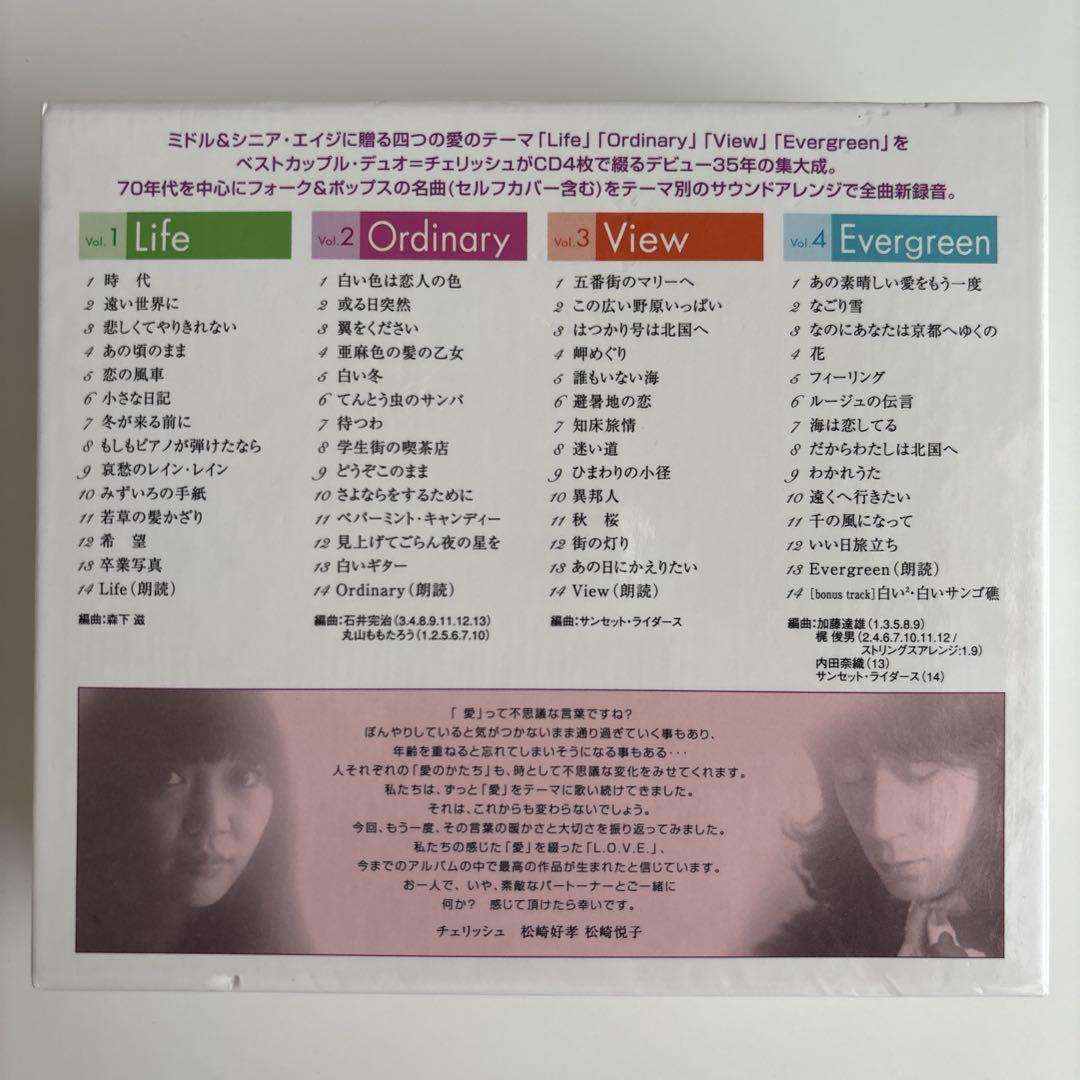 ミドル&シニア・エイジに贈る四つの愛のテーマ「Life」「Ordinary」「View」「Evergreen」を
ベストカップル・デュオ=チェリッシュがCD4枚で綴るデビュー35年の集大成。
70年代を中心にフォーク&ポップスの名曲(セルフカバー含む)をテーマ別のサウンドアレンジで全曲新録音。
Vol.1 Life
1 時 代
2 遠い世界に
3 悲しくてやりきれない
4 あの頃のまま
5 恋の風車
6 小さな日記
7 冬が来る前に
8 もしもピアノが弾けたなら
9 哀愁のレイン・レイン
10 みずいろの手紙
11 若草の髪かざり
12 希 望
13 卒業写真
14 Life(朗読)
編曲:森下 滋
Vol.2 Ordinary
1 白い色は恋人の色
2 或る日突然
3 翼をください
4 亜麻色の髪の乙女
5 白い冬
6 てんとう虫のサンバ
7 待つわ
8 学生街の喫茶店
9 どうぞこのまま
10 さよならをするために
11 ペパーミント・キャンディー
12 見上げてごらん夜の星を
13 白いギター
14 Ordinary(朗読)
編曲:石井完治(3.4.8.9.11.12.13)
丸山ももたろう(1.2.5.6.7.10)
Vol.3 View
1 五番街のマリーへ
2 この広い野原いっぱい
3 はつかり号は北国へ
4 岬めぐり
5 誰もいない海
6 避暑地の恋
7 知床旅情
8 迷い道
9 ひまわりの小径
10 異邦人
11 秋 桜
12 街の灯り
13 あの日にかえりたい
14 View(朗読)
編曲:サンセット・ライダース
Vol.4 Evergreen
1 あの素晴しい愛をもう一度
2 なごり雪
3 なのにあなたは京都へゆくの
4 花
5 フィーリング
6 ルージュの伝言
7 海は恋してる
8 だからわたしは北国へ
9 わかれうた
10 遠くへ行きたい
11 千の風になって
12 いい日旅立ち
13 Evergreen(朗読)
14 [bonus track]白い²・白いサンゴ礁
編曲:加藤達雄(1.3.5.8.9)
梶 俊男(2.4.6.7.10.11.12/
ストリングスアレンジ:1.9)
内田奈織(13)
サンセット・ライダース(14)
「愛」って不思議な言葉ですね?
ぼんやりしていると気がつかないまま通り過ぎていく事もあり、
年齢を重ねると忘れてしまいそうになる事もある・・・
人それぞれの「愛のかたち」も、時として不思議な変化をみせてくれます。
私たちは、ずっと「愛」をテーマに歌い続けてきました。
それは、これからも変わらないでしょう。
今回、もう一度、その言葉の暖かさと大切さを振り返ってみました。
私たちの感じた「愛」を綴った「L.O.V.E.」、
今までのアルバムの中で最高の作品が生まれたと信じています。
お一人で、いや、素敵なパートーナーとご一緒に
何か? 感じて頂けたら幸いです。
チェリッシュ 松崎好孝 松崎悦子